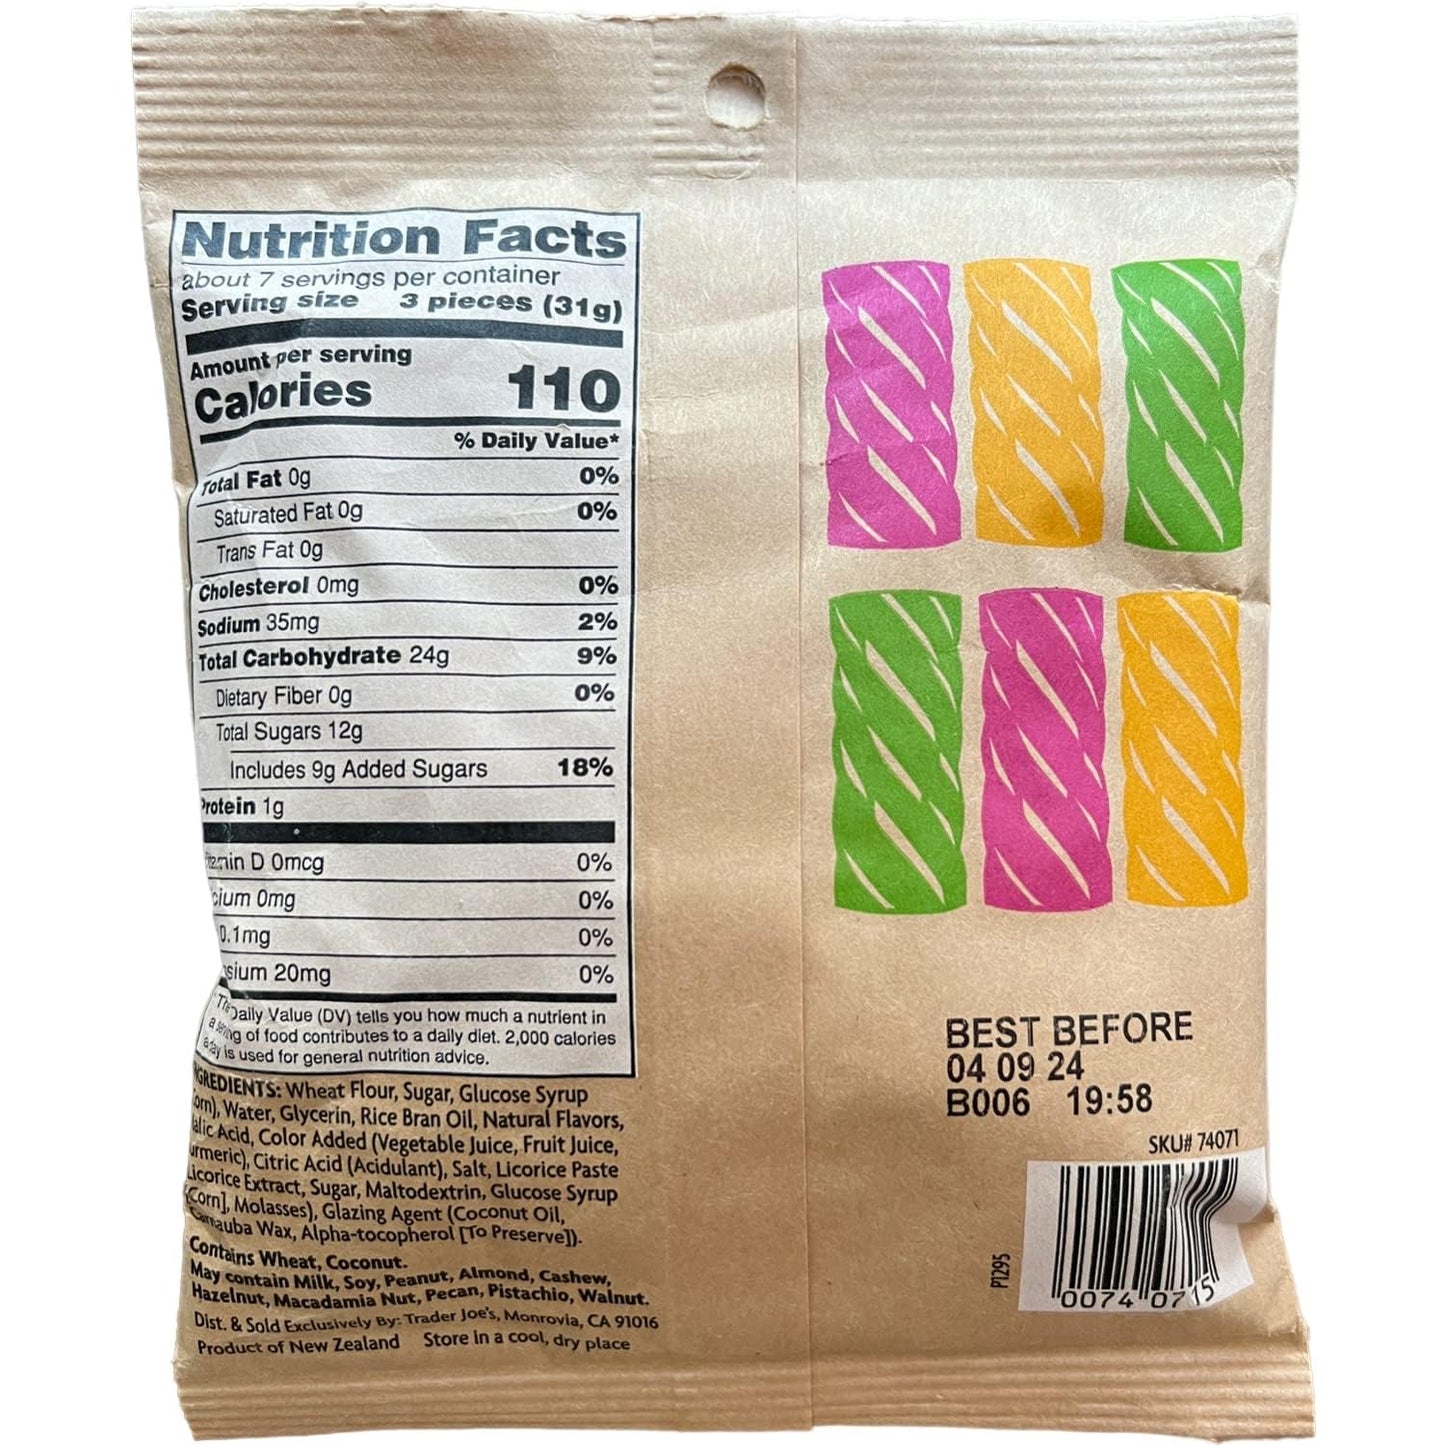 Nutrition Facts
about 7 servings per container
Serving size 3 pieces (31g)
Amount per serving
Calories 110
% Daily Value*
Total Fat 0g 0%
Saturated Fat 0g 0%
Trans Fat 0g
Cholesterol 0mg 0%
Sodium 35mg 2%
Total Carbohydrate 24g 9%
Dietary Fiber 0g 0%
Total Sugars 12g
Includes 9g Added Sugars 18%
Protein 1g
D 0mcg 0%
0mg 0%
0.1mg 0%
20mg 0%
* The Daily Value (DV) tells you how much a nutrient in
a serving of food contributes to a daily diet. 2,000 calories
a day is used for general nutrition advice.
INGREDIENTS: Wheat Flour, Sugar, Glucose Syrup
(Corn), Water, Glycerin, Rice Bran Oil, Natural Flavors,
Malic Acid, Color Added (Vegetable Juice, Fruit Juice,
Turmeric), Citric Acid (Acidulant), Salt, Licorice Paste
(Licorice Extract, Sugar, Maltodextrin, Glucose Syrup
[Corn], Molasses), Glazing Agent (Coconut Oil,
Carnauba Wax, Alpha-tocopherol [To Preserve]).
Contains Wheat, Coconut.
May contain Milk, Soy, Peanut, Almond, Cashew,
Hazelnut, Macadamia Nut, Pecan, Pistachio, Walnut.
Dist. & Sold Exclusively By: Trader Joe's, Monrovia, CA 91016
Product of New Zealand Store in a cool, dry place
BEST BEFORE
04 09 24
B006 19:58
SKU# 74071
P1295
0074 0715